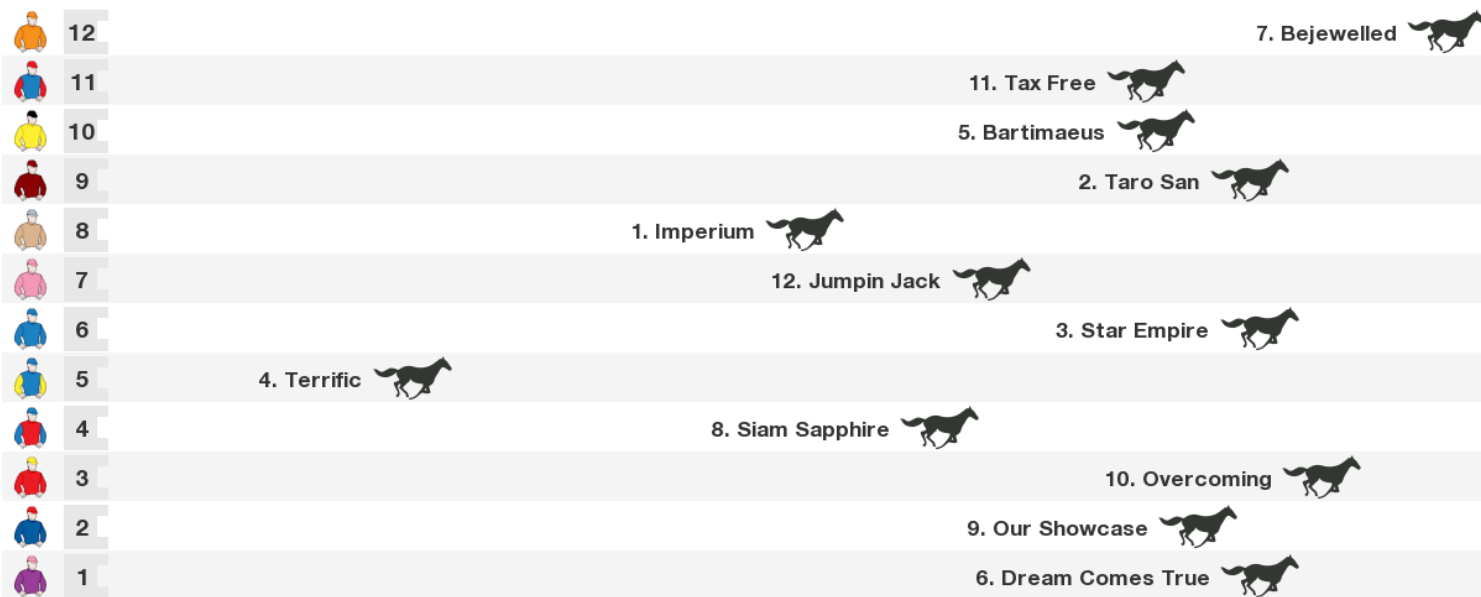 12 7. Bejewelled
11 11. Tax Free
10 5. Bartimaeus
9 2. Taro San
8 1. Imperium
7 12. Jumpin Jack
6 3. Star Empire
5 4. Terrific
4 8. Siam Sapphire
3 10. Overcoming
2 9. Our Showcase
1 6. Dream Comes True